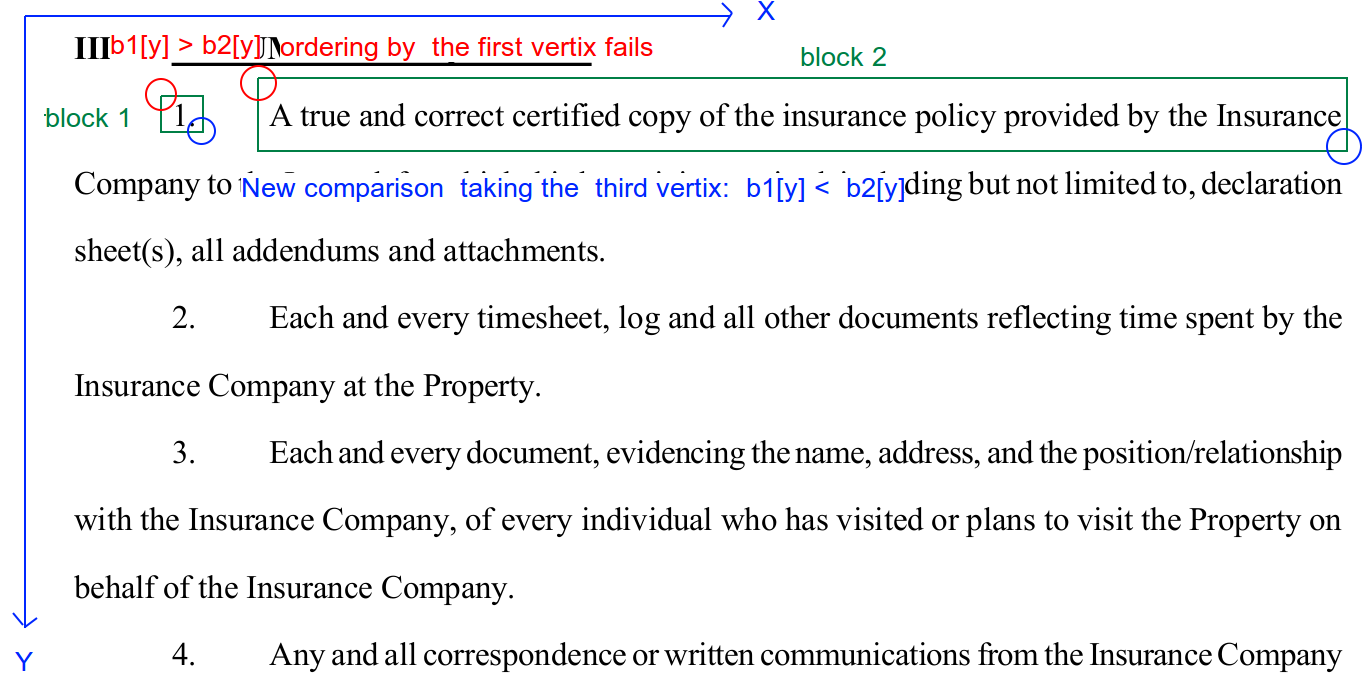 X
III b1[y] > b2[y] ordering by the first vertix fails
block 2
block 1
1. A true and correct certified copy of the insurance policy provided by the Insurance
Company to New comparison taking the third vertix: b1[y] < b2[y] ding but not limited to, declaration
sheet(s), all addendums and attachments.
2. Each and every timesheet, log and all other documents reflecting time spent by the
Insurance Company at the Property.
3. Each and every document, evidencing the name, address, and the position/relationship
with the Insurance Company, of every individual who has visited or plans to visit the Property on
behalf of the Insurance Company.
4. Any and all correspondence or written communications from the Insurance Company
Y